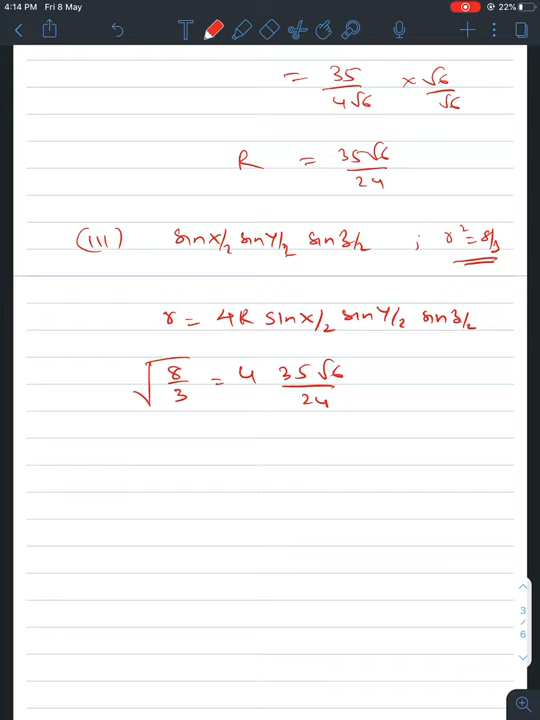 4:14 PM Fri 8 May 22%
= 35/4√6 × √6/√6
R = 35√6/24
(III) sin X/2 sin Y/2 sin 3/2 ; r² = 8/3
r = 4R sin X/2 sin Y/2 sin 3/2
√(8/3) = 4 35√6/24
3/6